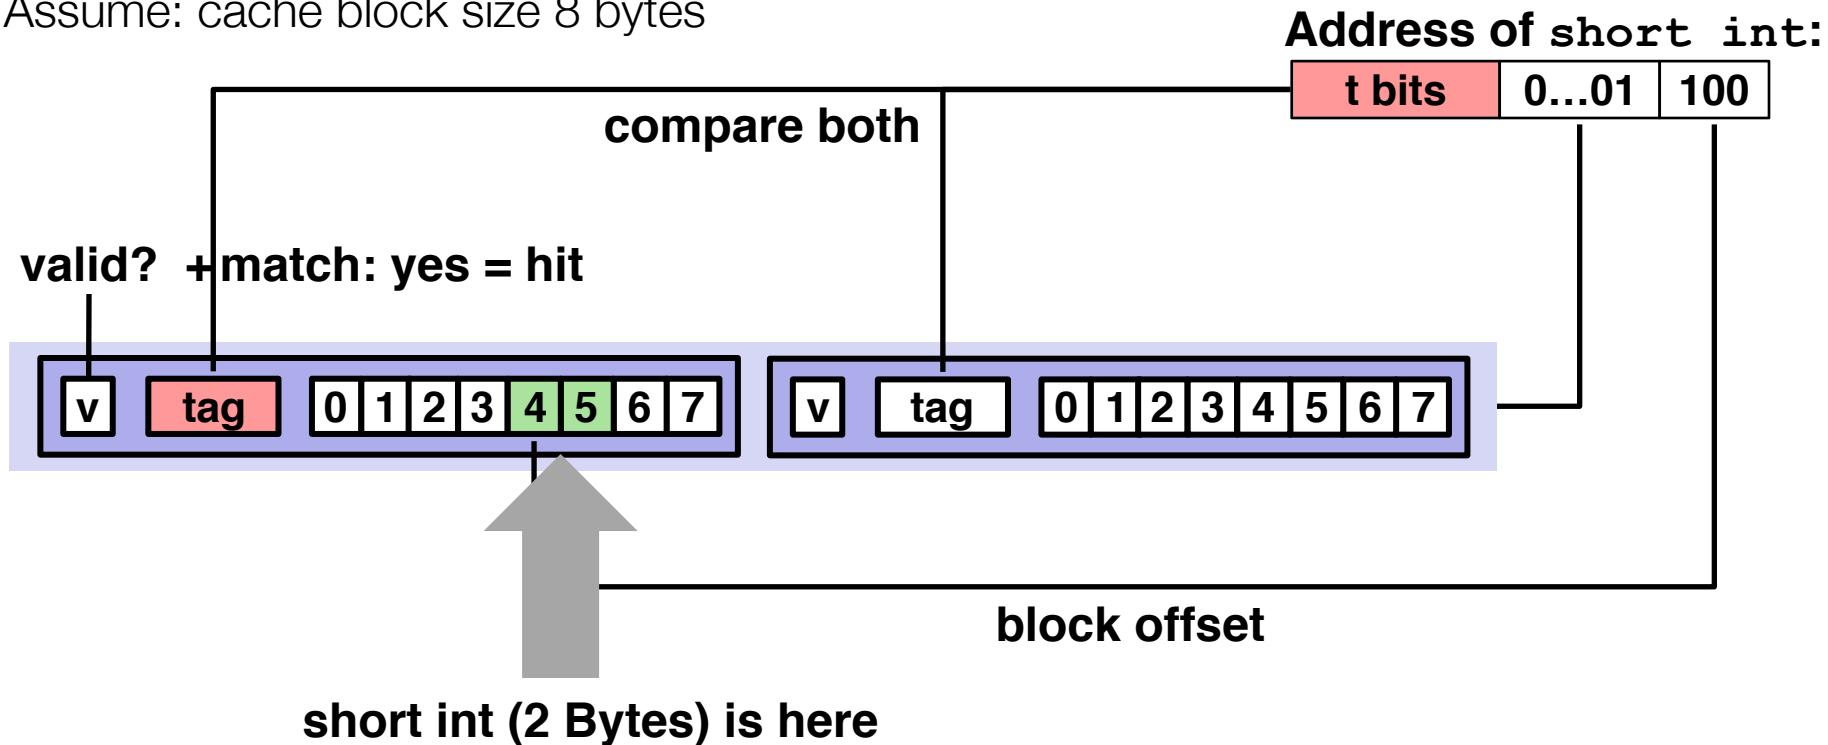 Assume: cache block size 8 bytes
Address of short int:
t bits 0...01 100
compare both
valid? + match: yes = hit
v tag 0 1 2 3 4 5 6 7 v tag 0 1 2 3 4 5 6 7
block offset
short int (2 Bytes) is here